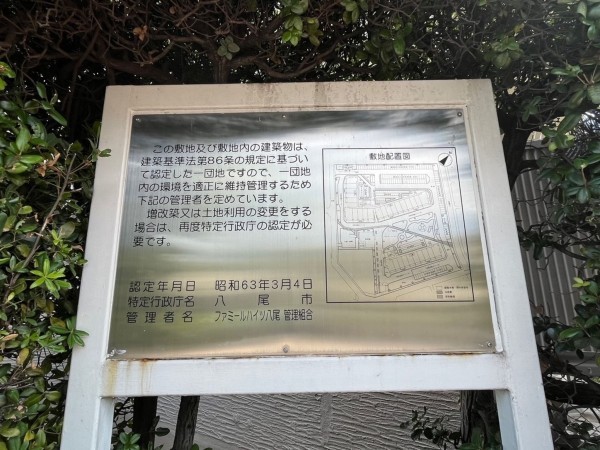 この敷地及び敷地内の建築物は、
建築基準法第86条の規定に基づい
て認定した一団地ですので、一団地
内の環境を適正に維持管理するため
下記の管理者を定めています。
増改築又は土地利用の変更をする
場合は、再度特定行政庁の認定が必
要です。
認定年月日 昭和63年3月4日
特定行政庁名 八尾市
管理者名 ファミールハイツ八尾 管理組合
敷地配置図